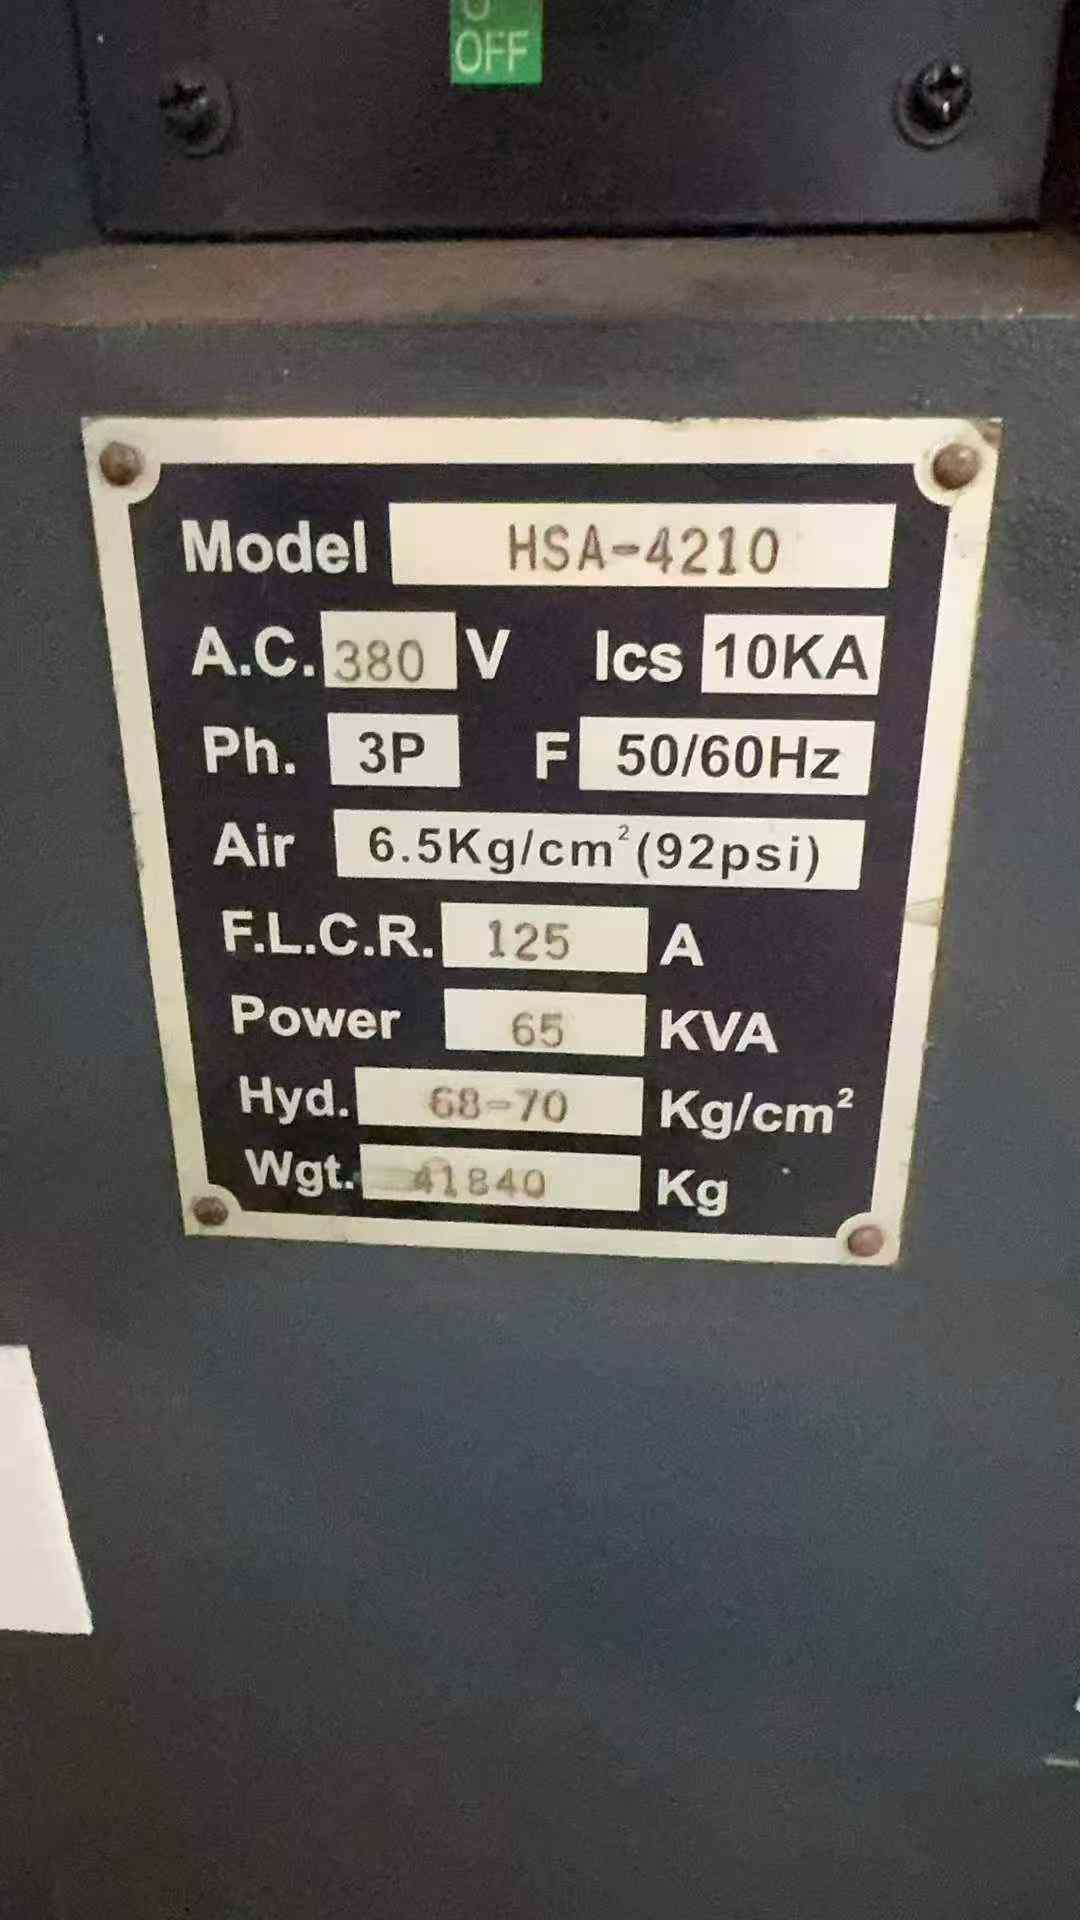 OFF
Model HSA-4210
A.C. 380 V Ics 10KA
Ph. 3P F 50/60Hz
Air 6.5Kg/cm²(92psi)
F.L.C.R. 125 A
Power 65 KVA
Hyd. 68-70 Kg/cm²
Wgt. 41840 Kg